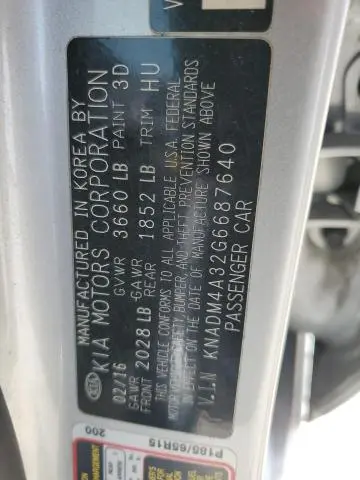 MANUFACTURED IN KOREA BY
KIA MOTORS CORPORATION
KIA
02/16 GVWR 3660 LB PAINT 3D
GAWR FRONT 2028 LB GAWR REAR 1852 LB TRIM HU
THIS VEHICLE CONFORMS TO ALL APPLICABLE U.S.A. FEDERAL
MOTOR VEHICLE SAFETY, BUMPER, AND THEFT PREVENTION STANDARDS
IN EFFECT ON THE DATE OF MANUFACTURE SHOWN ABOVE
V.I.N KNADM4A32G6687640
PASSENGER CAR
V
P185/65R15
200